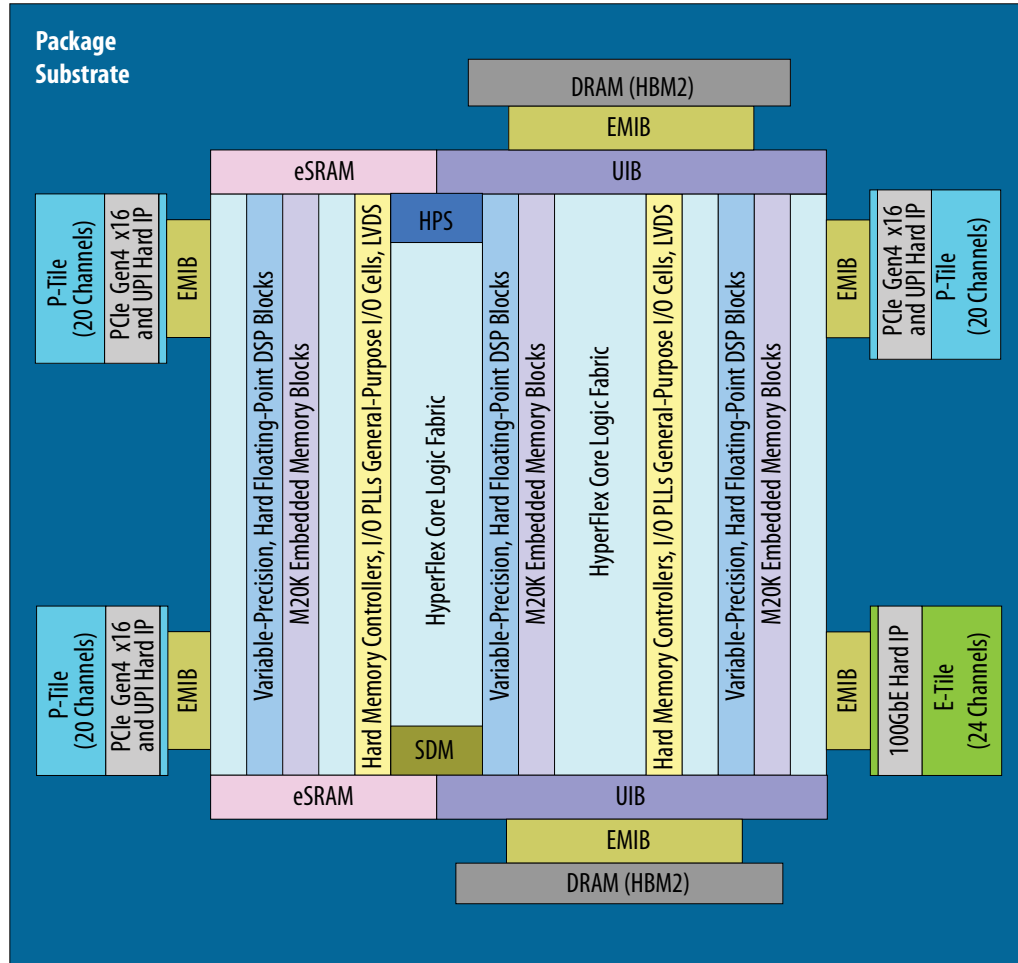 Package
Substrate
DRAM (HBM2)
EMIB
eSRAM
UIB
P-Tile
(20 Channels)
PCIe Gen4 x16
and UPI Hard IP
EMIB
HPS
EMIB
PCIe Gen4 x16
and UPI Hard IP
P-Tile
(20 Channels)
Variable-Precision, Hard Floating-Point DSP Blocks
M20K Embedded Memory Blocks
Hard Memory Controllers, I/O PLLs General-Purpose I/O Cells, LVDS
HyperFlex Core Logic Fabric
Variable-Precision, Hard Floating-Point DSP Blocks
M20K Embedded Memory Blocks
HyperFlex Core Logic Fabric
Hard Memory Controllers, I/O PLLs General-Purpose I/O Cells, LVDS
Variable-Precision, Hard Floating-Point DSP Blocks
M20K Embedded Memory Blocks
P-Tile
(20 Channels)
PCIe Gen4 x16
and UPI Hard IP
EMIB
SDM
EMIB
100GbE Hard IP
E-Tile
(24 Channels)
eSRAM
UIB
EMIB
DRAM (HBM2)